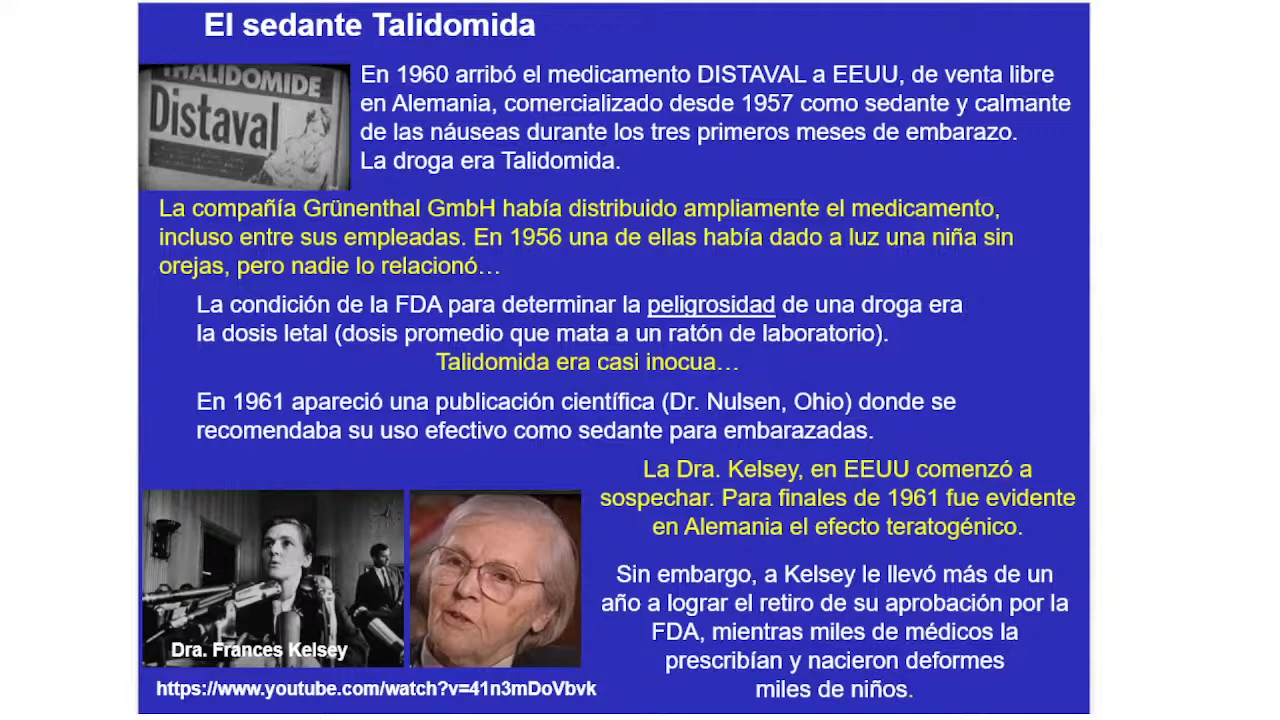 El sedante Talidomida
THALIDOMIDE
Distaval
En 1960 arribó el medicamento DISTAVAL a EEUU, de venta libre
en Alemania, comercializado desde 1957 como sedante y calmante
de las náuseas durante los tres primeros meses de embarazo.
La droga era Talidomida.
La compañía Grünenthal GmbH había distribuido ampliamente el medicamento,
incluso entre sus empleadas. En 1956 una de ellas había dado a luz una niña sin
orejas, pero nadie lo relacionó…
La condición de la FDA para determinar la peligrosidad de una droga era
la dosis letal (dosis promedio que mata a un ratón de laboratorio).
Talidomida era casi inocua…
En 1961 apareció una publicación científica (Dr. Nulsen, Ohio) donde se
recomendaba su uso efectivo como sedante para embarazadas.
La Dra. Kelsey, en EEUU comenzó a
sospechar. Para finales de 1961 fue evidente
en Alemania el efecto teratogénico.
Sin embargo, a Kelsey le llevó más de un
año a lograr el retiro de su aprobación por la
FDA, mientras miles de médicos la
prescribían y nacieron deformes
miles de niños.
Dra. Frances Kelsey
https://www.youtube.com/watch?v=41n3mDoVbvk